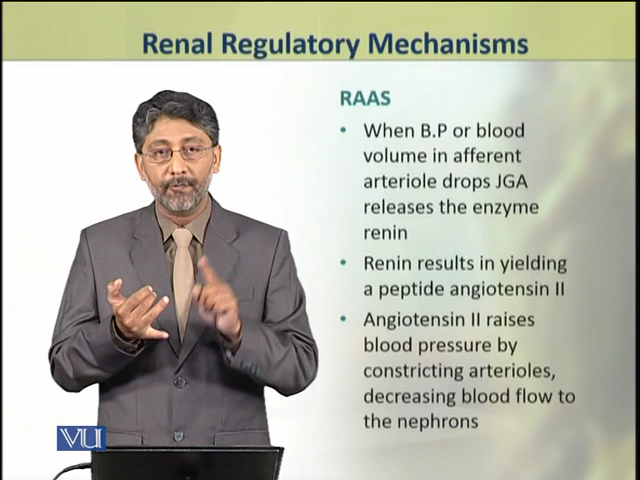 Renal Regulatory Mechanisms
RAAS
• When B.P or blood
volume in afferent
arteriole drops JGA
releases the enzyme
renin
• Renin results in yielding
a peptide angiotensin II
• Angiotensin II raises
blood pressure by
constricting arterioles,
decreasing blood flow to
the nephrons
VU